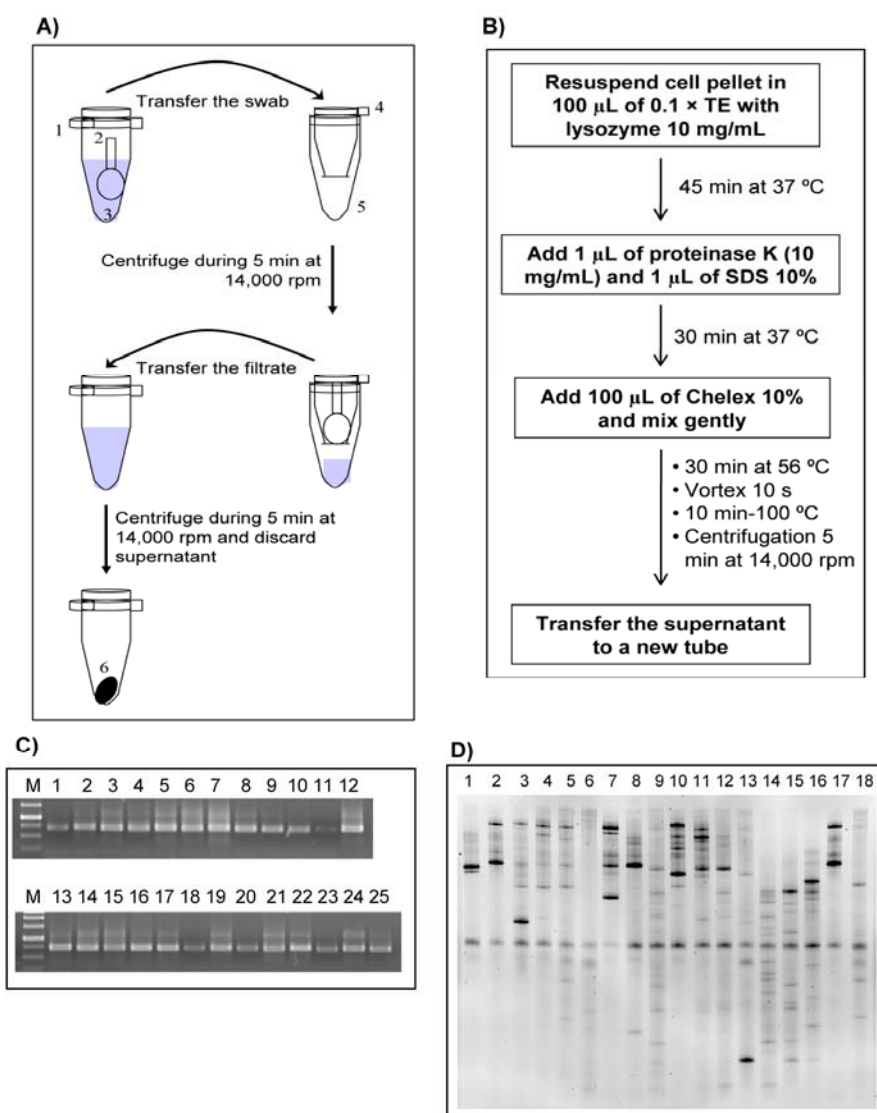 A)
Transfer the swab
1
2
3
4
5
Centrifuge during 5 min at
14,000 rpm
Transfer the filtrate
Centrifuge during 5 min at
14,000 rpm and discard
supernatant
6
B)
Resuspend cell pellet in
100 µL of 0.1 × TE with
lysozyme 10 mg/mL
45 min at 37 ºC
Add 1 µL of proteinase K (10
mg/mL) and 1 µL of SDS 10%
30 min at 37 ºC
Add 100 µL of Chelex 10%
and mix gently
• 30 min at 56 ºC
• Vortex 10 s
• 10 min-100 ºC
• Centrifugation 5
min at 14,000 rpm
Transfer the supernatant
to a new tube
C)
M 1 2 3 4 5 6 7 8 9 10 11 12
M 13 14 15 16 17 18 19 20 21 22 23 24 25
D)
1 2 3 4 5 6 7 8 9 10 11 12 13 14 15 16 17 18